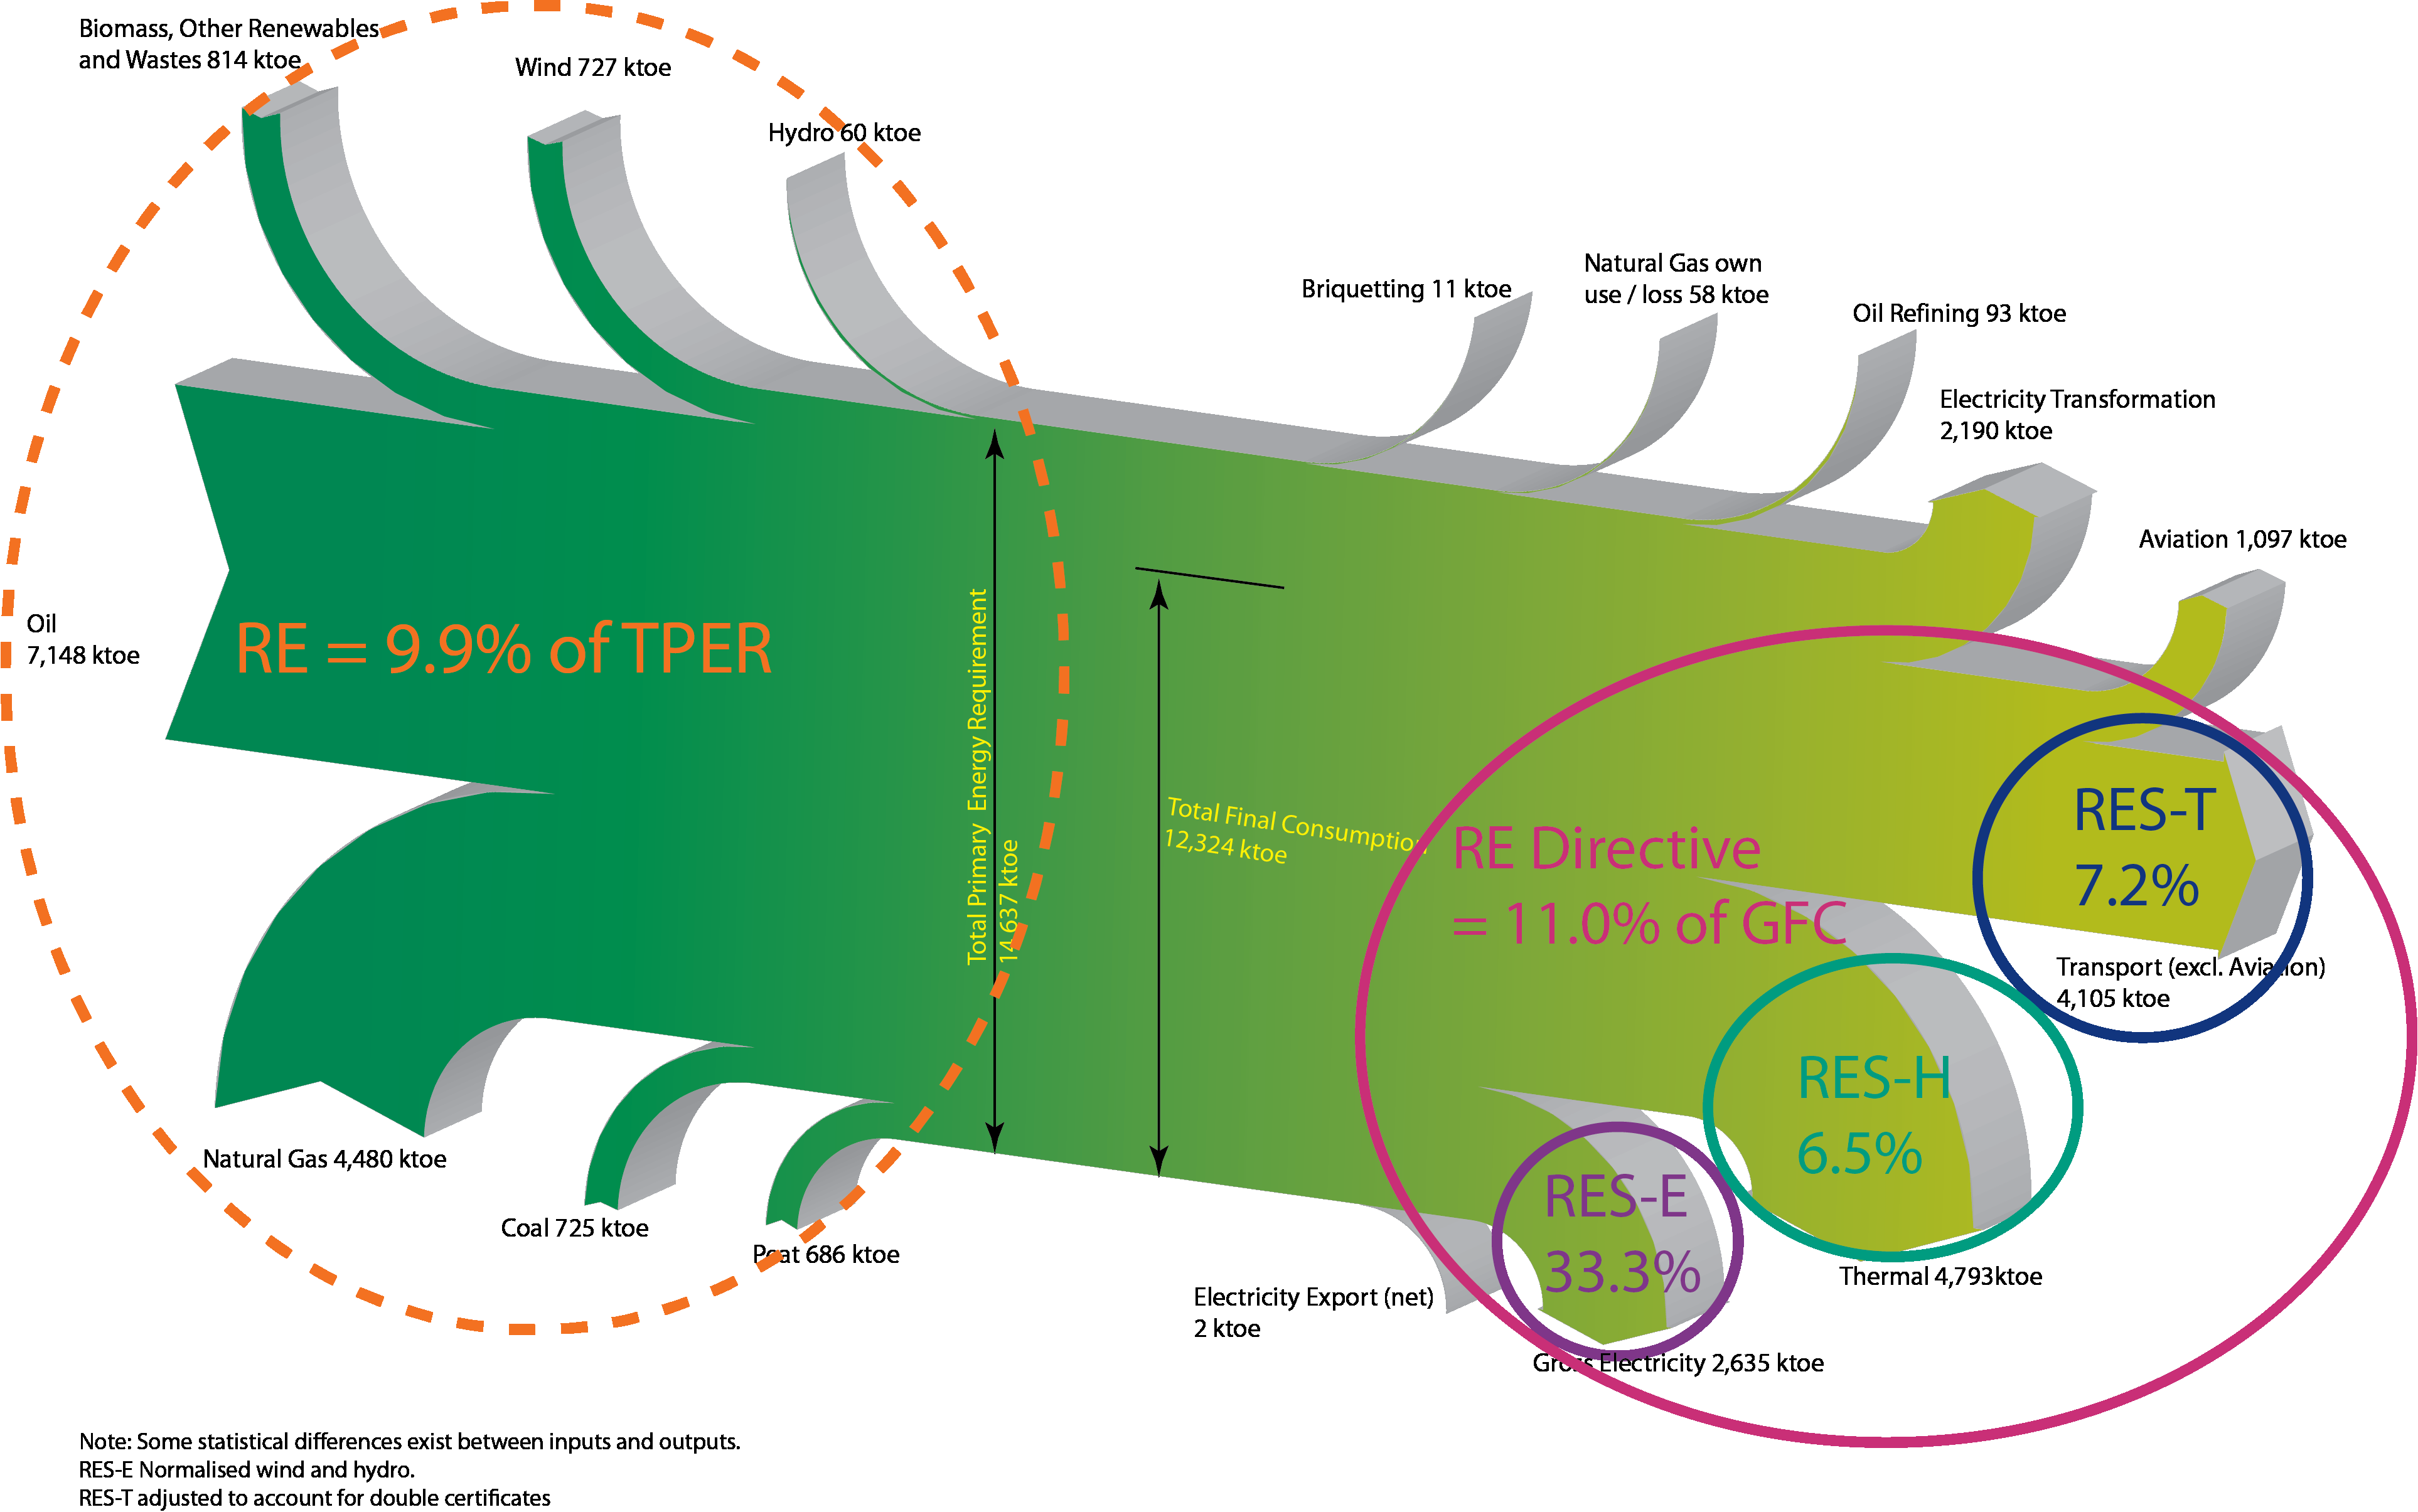 Biomass, Other Renewables
and Wastes 814 ktoe
Wind 727 ktoe
Hydro 60 ktoe
Briquetting 11 ktoe
Natural Gas own
use / loss 58 ktoe
Oil Refining 93 ktoe
Electricity Transformation
2,190 ktoe
Aviation 1,097 ktoe
Oil
7,148 ktoe
RE = 9.9% of TPER
Total Primary Energy Requirement
14,637 ktoe
Total Final Consumption
12,324 ktoe
RE Directive
= 11.0% of GFC
RES-T
7.2%
Transport (excl. Aviation)
4,105 ktoe
RES-H
6.5%
Thermal 4,793ktoe
RES-E
33.3%
Gross Electricity 2,635 ktoe
Electricity Export (net)
2 ktoe
Natural Gas 4,480 ktoe
Coal 725 ktoe
Peat 686 ktoe
Note: Some statistical differences exist between inputs and outputs.
RES-E Normalised wind and hydro.
RES-T adjusted to account for double certificates